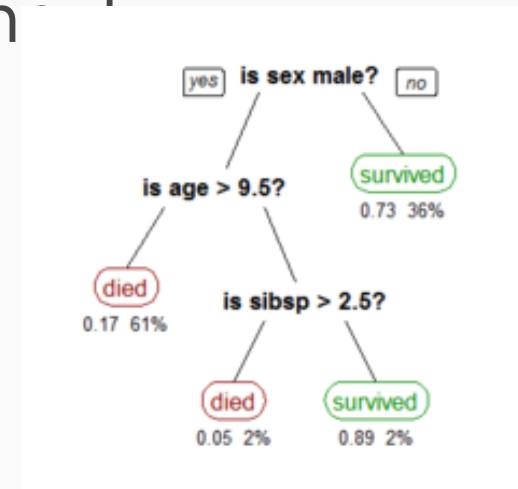 yes is sex male? no
survived
is age > 9.5?
0.73 36%
died
is sibsp > 2.5?
0.17 61%
died survived
0.05 2% 0.89 2%